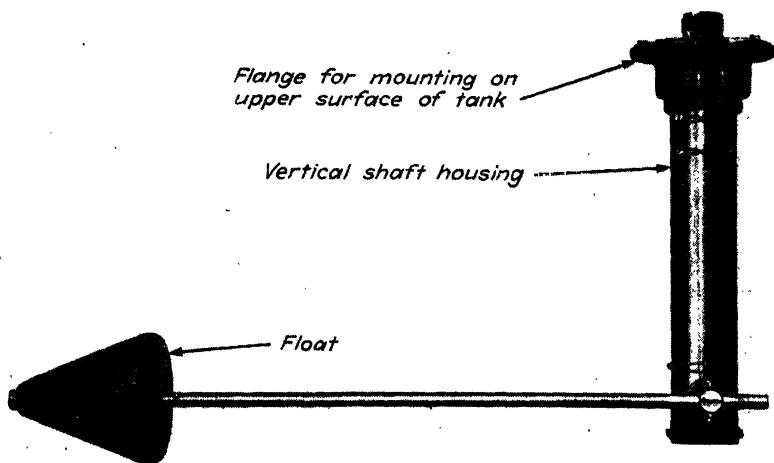 Flange for mounting on
upper surface of tank
Vertical shaft housing
Float